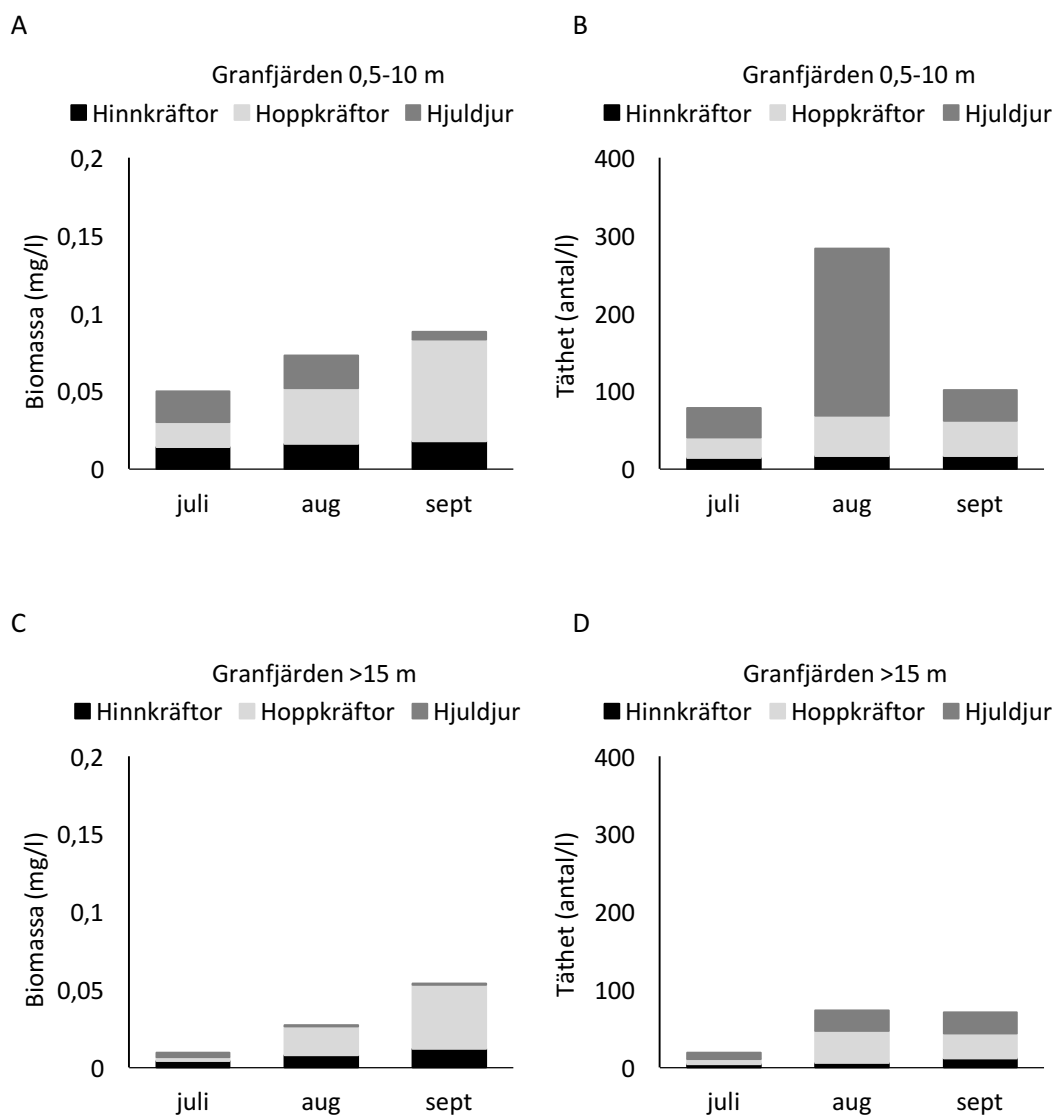 A
Granfjärden 0,5-10 m
Hinnkräftor Hoppkräftor Hjuldjur
Biomassa (mg/l)
0,2
0,15
0,1
0,05
0
juli aug sept
B
Granfjärden 0,5-10 m
Hinnkräftor Hoppkräftor Hjuldjur
Täthet (antal/l)
400
300
200
100
0
juli aug sept
C
Granfjärden >15 m
Hinnkräftor Hoppkräftor Hjuldjur
Biomassa (mg/l)
0,2
0,15
0,1
0,05
0
juli aug sept
D
Granfjärden >15 m
Hinnkräftor Hoppkräftor Hjuldjur
Täthet (antal/l)
400
300
200
100
0
juli aug sept